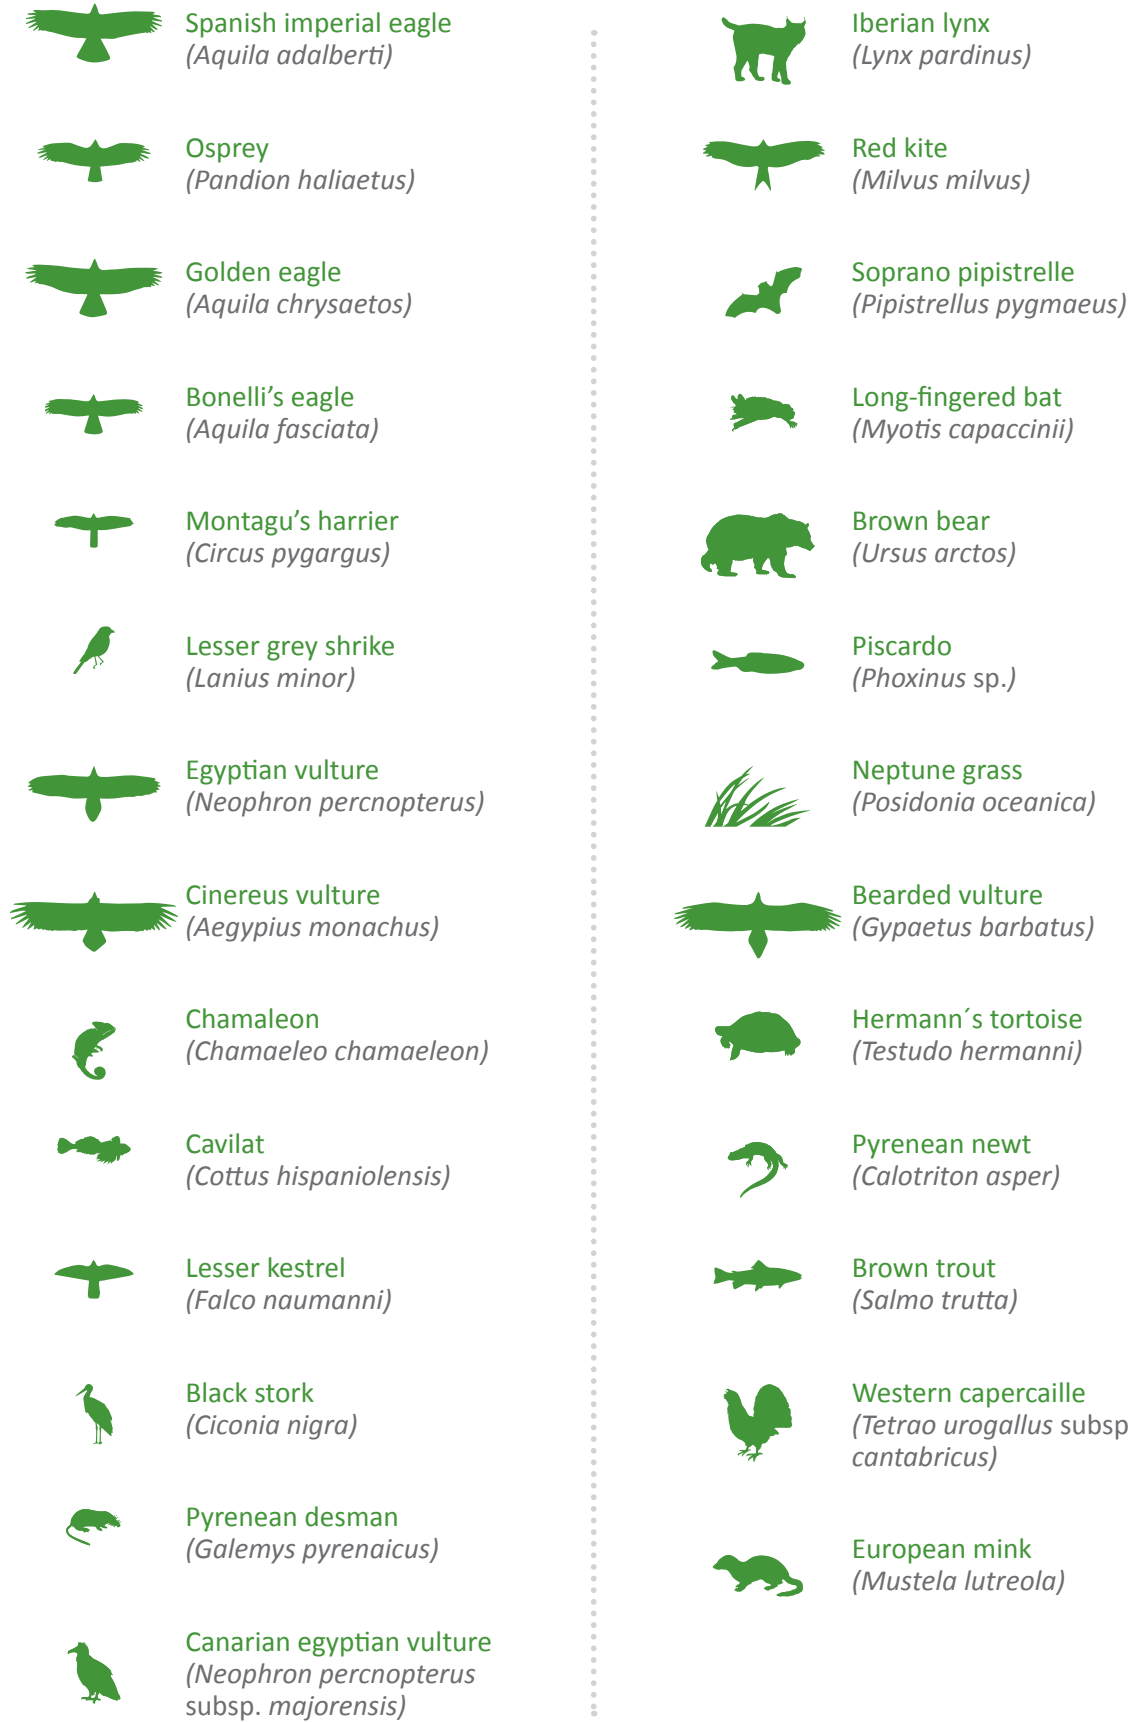 Spanish imperial eagle
(Aquila adalberti)
Osprey
(Pandion haliaetus)
Golden eagle
(Aquila chrysaetos)
Bonelli’s eagle
(Aquila fasciata)
Montagu’s harrier
(Circus pygargus)
Lesser grey shrike
(Lanius minor)
Egyptian vulture
(Neophron percnopterus)
Cinereus vulture
(Aegypius monachus)
Chamaleon
(Chamaeleo chamaeleon)
Cavilat
(Cottus hispaniolensis)
Lesser kestrel
(Falco naumanni)
Black stork
(Ciconia nigra)
Pyrenean desman
(Galemys pyrenaicus)
Canarian egyptian vulture
(Neophron percnopterus
subsp. majorensis)
Iberian lynx
(Lynx pardinus)
Red kite
(Milvus milvus)
Soprano pipistrelle
(Pipistrellus pygmaeus)
Long-fingered bat
(Myotis capaccinii)
Brown bear
(Ursus arctos)
Piscardo
(Phoxinus sp.)
Neptune grass
(Posidonia oceanica)
Bearded vulture
(Gypaetus barbatus)
Hermann´s tortoise
(Testudo hermanni)
Pyrenean newt
(Calotriton asper)
Brown trout
(Salmo trutta)
Western capercaille
(Tetrao urogallus subsp
cantabricus)
European mink
(Mustela lutreola)